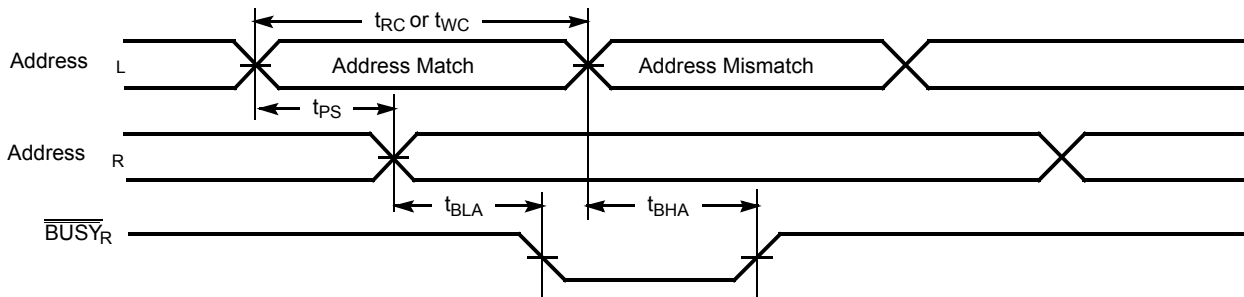 tRC or tWC
Address L
Address Match
Address Mismatch
tPS
Address R
tBLA
tBHA
BUSYR